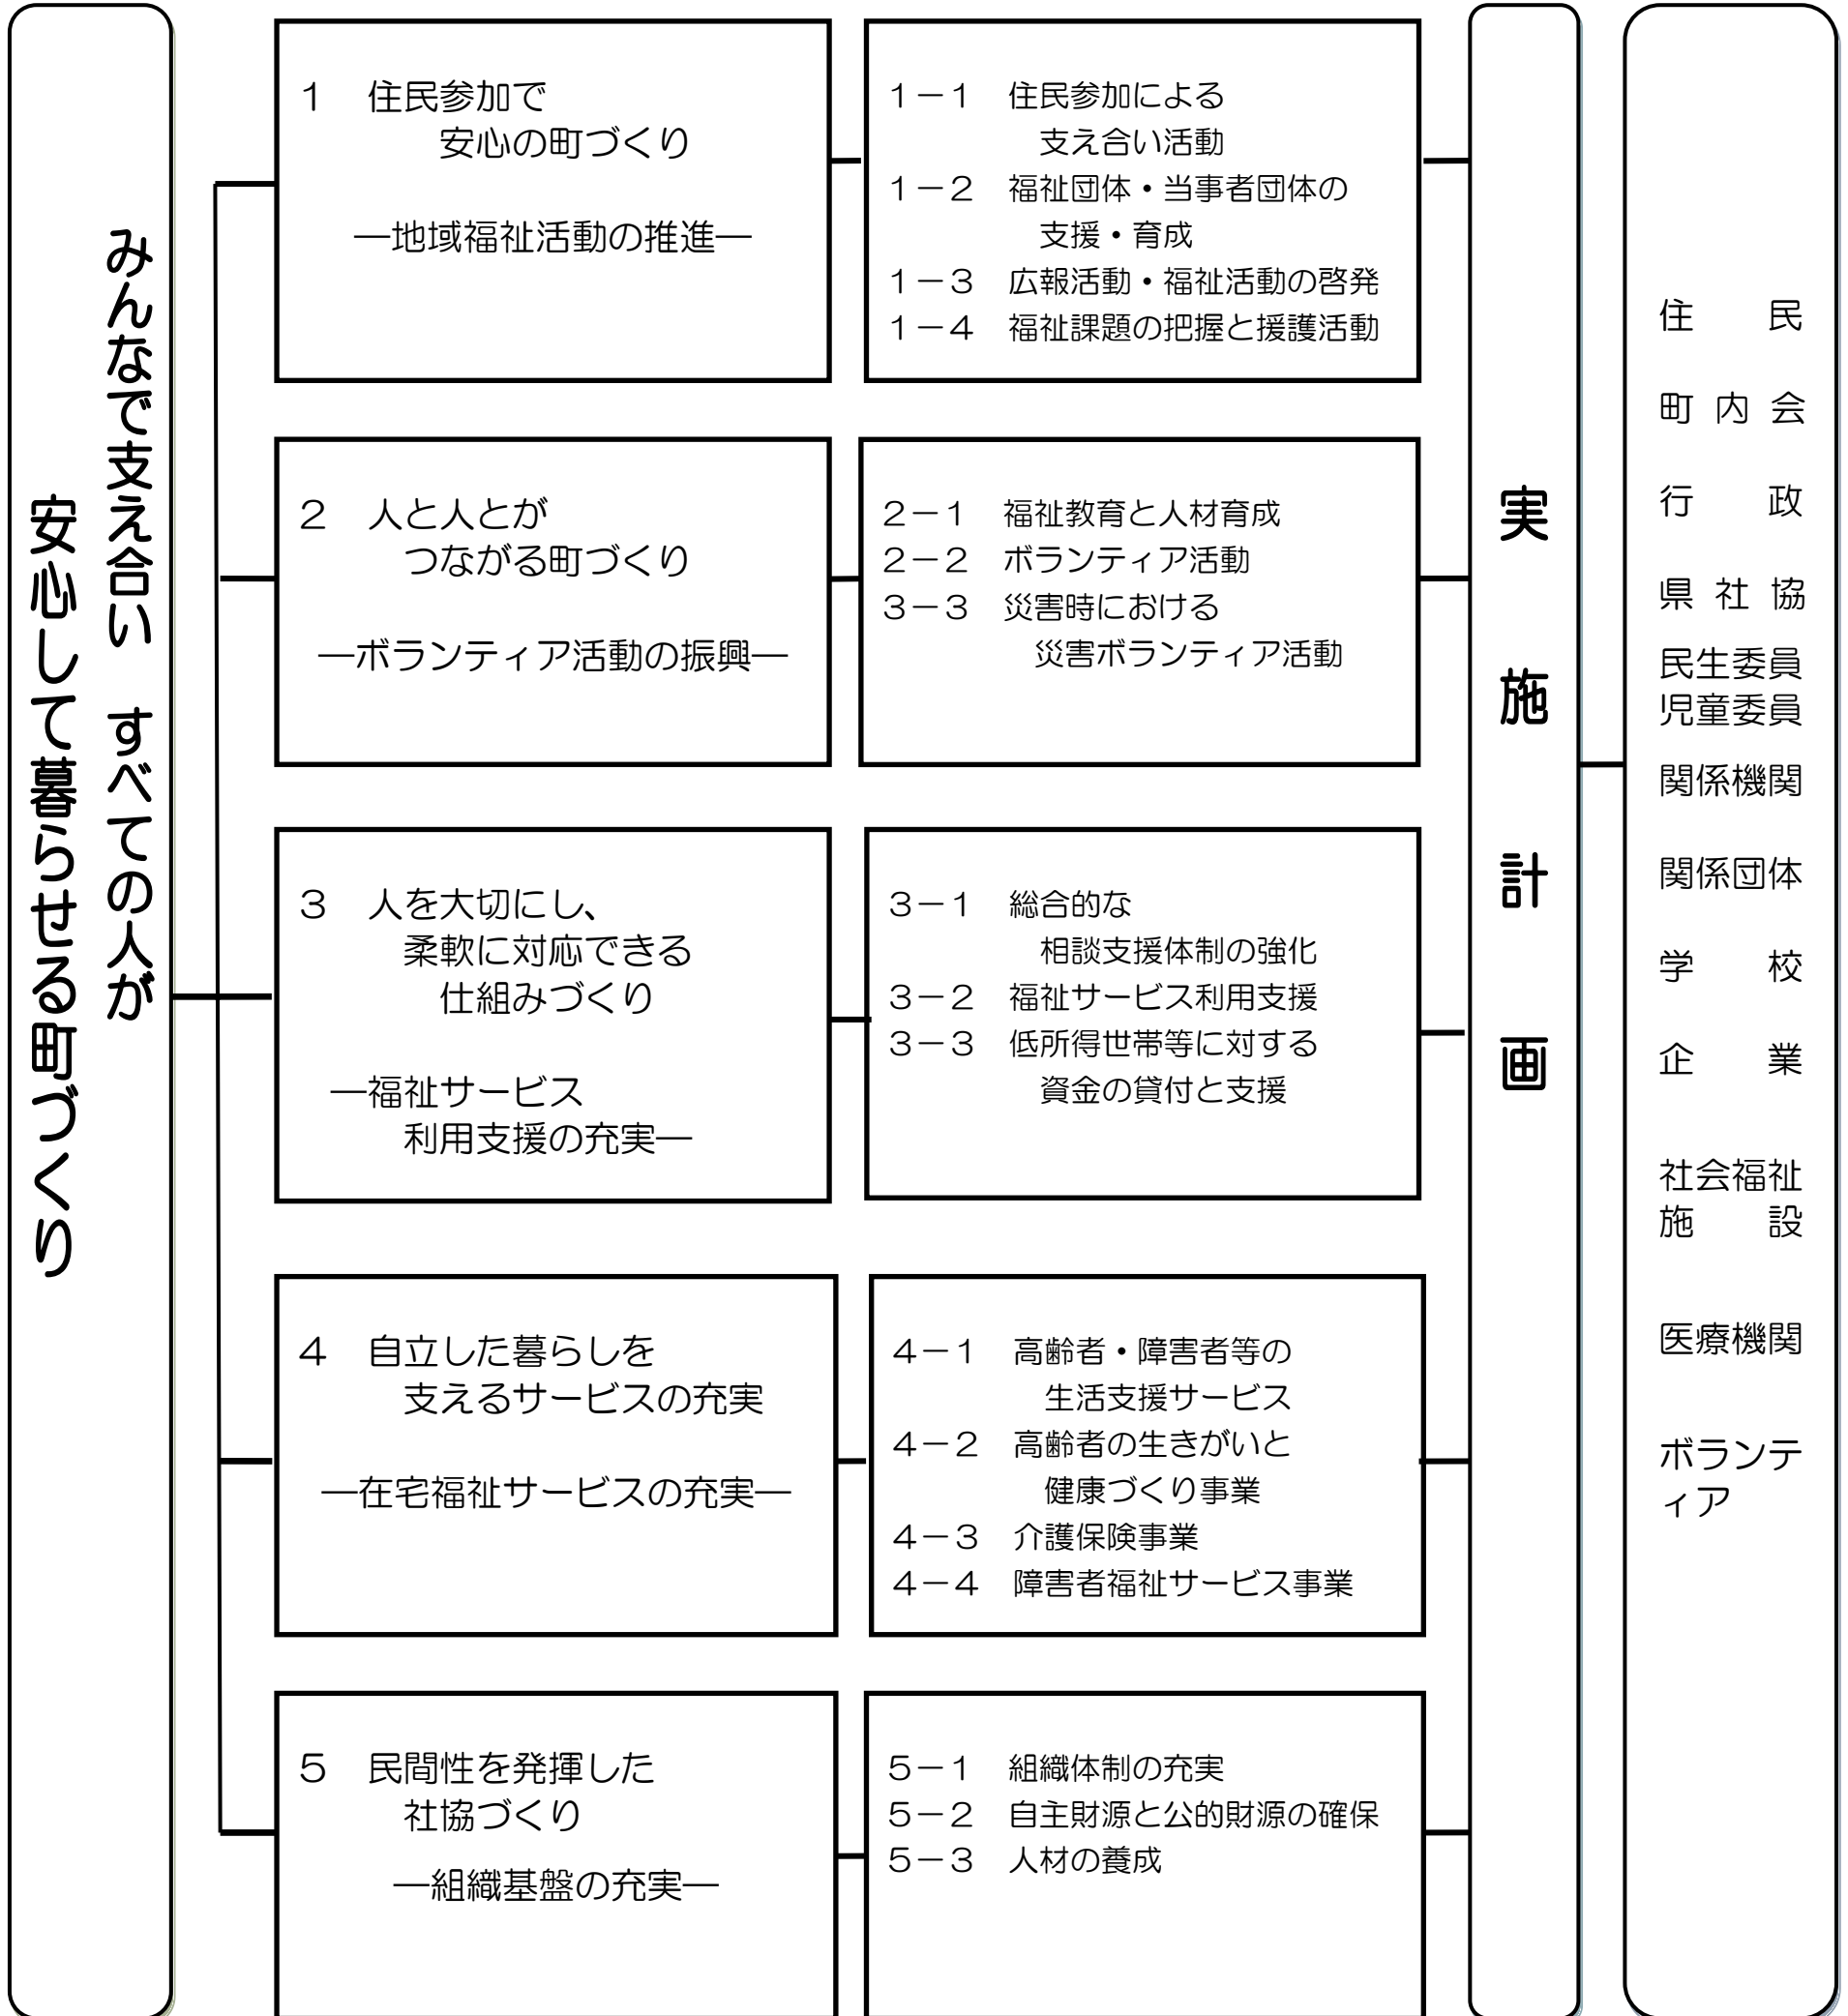 みんなで支え合い　すべての人が
安心して暮らせる町づくり
１　住民参加で
安心の町づくり
―地域福祉活動の推進―
１－１　住民参加による
支え合い活動
１－２　福祉団体・当事者団体の
支援・育成
１－３　広報活動・福祉活動の啓発
１－４　福祉課題の把握と援護活動
２　人と人とが
つながる町づくり
―ボランティア活動の振興―
２－１　福祉教育と人材育成
２－２　ボランティア活動
３－３　災害時における
災害ボランティア活動
３　人を大切にし、
柔軟に対応できる
仕組みづくり
―福祉サービス
利用支援の充実―
３－１　総合的な
相談支援体制の強化
３－２　福祉サービス利用支援
３－３　低所得世帯等に対する
資金の貸付と支援
４　自立した暮らしを
支えるサービスの充実
―在宅福祉サービスの充実―
４－１　高齢者・障害者等の
生活支援サービス
４－２　高齢者の生きがいと
健康づくり事業
４－３　介護保険事業
４－４　障害者福祉サービス事業
５　民間性を発揮した
社協づくり
―組織基盤の充実―
５－１　組織体制の充実
５－２　自主財源と公的財源の確保
５－３　人材の養成
実施計画
住　　民
町 内 会
行　　政
県 社 協
民生委員
児童委員
関係機関
関係団体
学　　校
企　　業
社会福祉
施　　設
医療機関
ボランテ
ィア